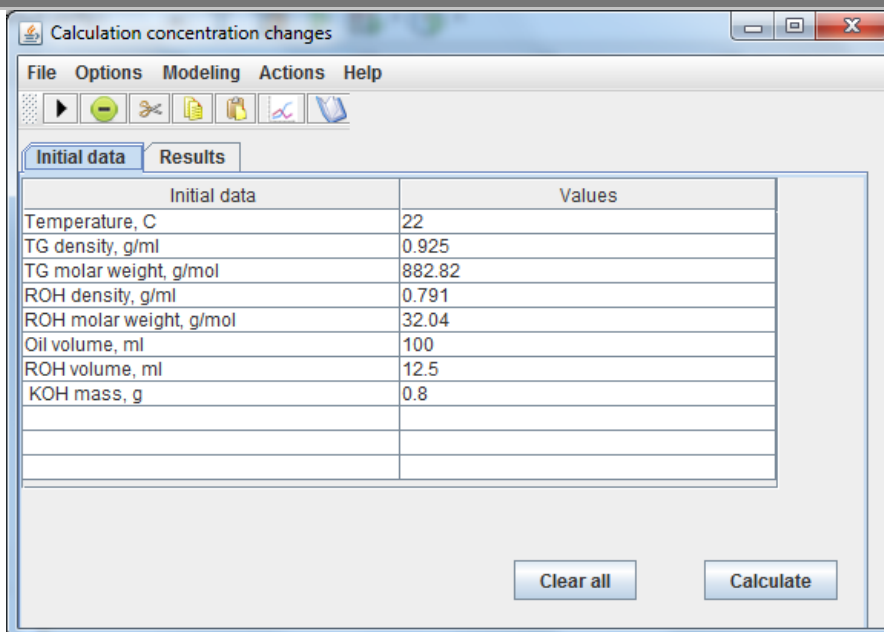 Calculation concentration changes
File Options Modeling Actions Help
Initial data Results
Initial data Values
Temperature, C 22
TG density, g/ml 0.925
TG molar weight, g/mol 882.82
ROH density, g/ml 0.791
ROH molar weight, g/mol 32.04
Oil volume, ml 100
ROH volume, ml 12.5
KOH mass, g 0.8
Clear all Calculate